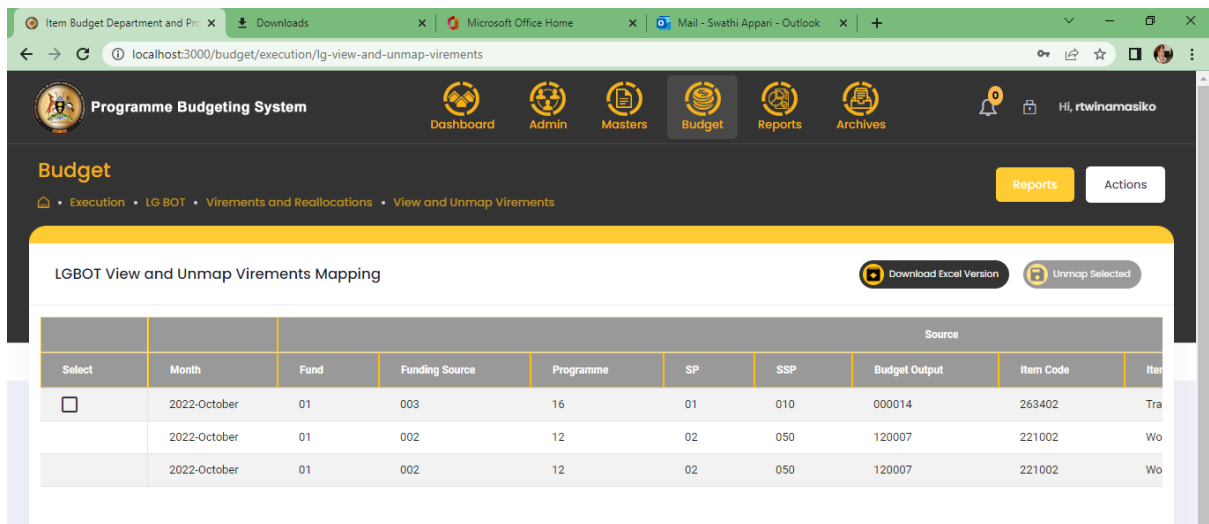 Item Budget Department and Pro
Downloads
Microsoft Office Home
Mail - Swathi Appari - Outlook
localhost:3000/budget/execution/lg-view-and-unmap-virements
Programme Budgeting System
Dashboard
Admin
Masters
Budget
Reports
Archives
0
Hi, rtwinamasiko
Budget
Reports
Actions
• Execution • LG BOT • Virements and Reallocations • View and Unmap Virements
LGBOT View and Unmap Virements Mapping
Download Excel Version
Unmap Selected
Source
Select Month Fund Funding Source Programme SP SSP Budget Output Item Code Iter
2022-October 01 003 16 01 010 000014 263402 Tra
2022-October 01 002 12 02 050 120007 221002 Wo
2022-October 01 002 12 02 050 120007 221002 Wo